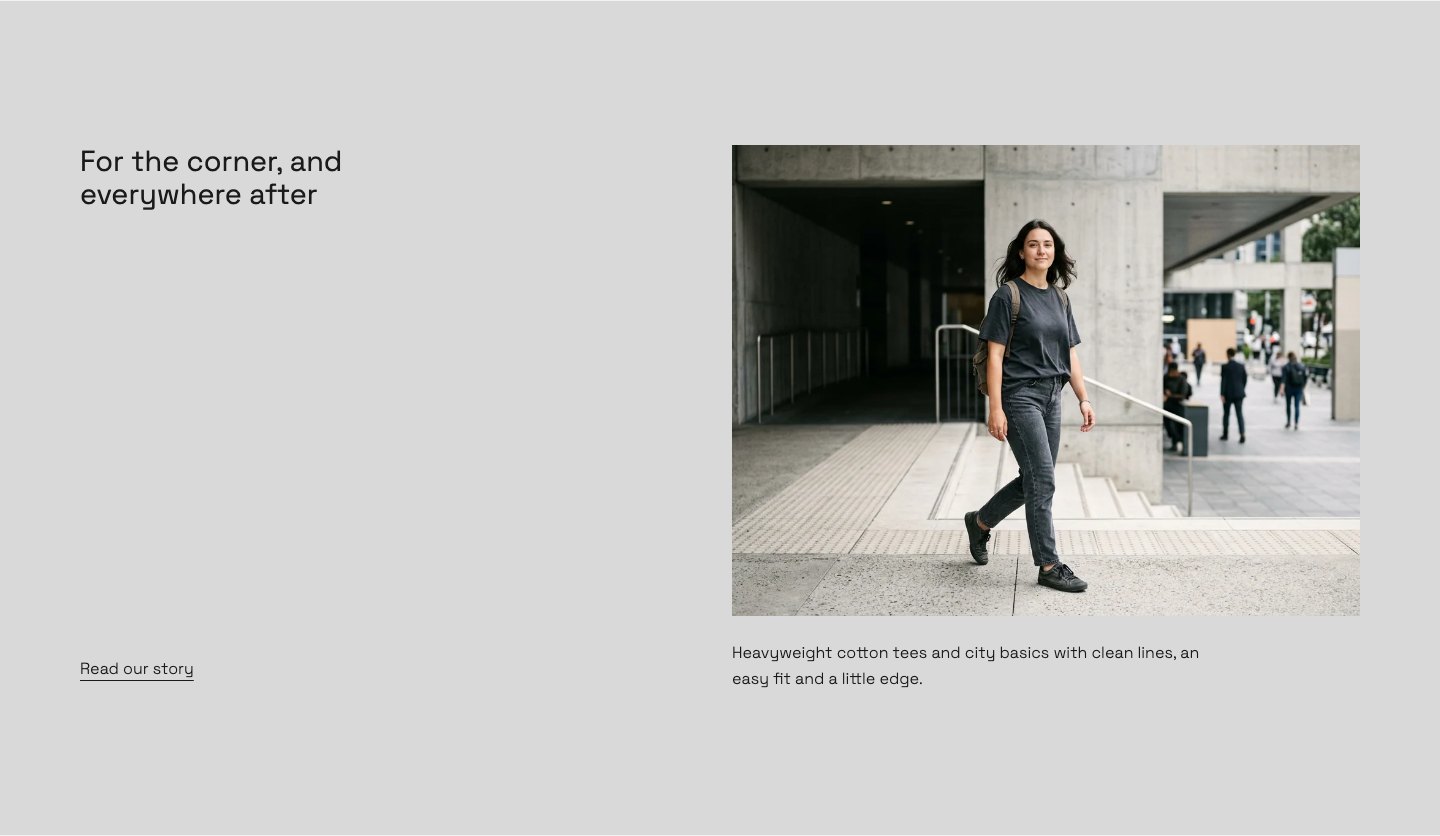 For the corner, and
everywhere after
Read our story
Heavyweight cotton tees and city basics with clean lines, an
easy fit and a little edge.